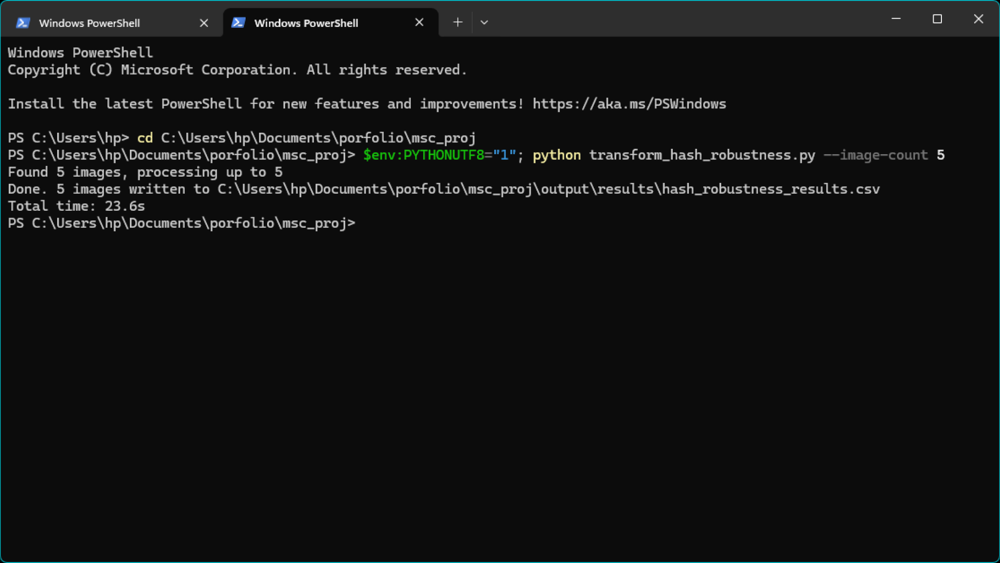 Windows PowerShell
Windows PowerShell
Windows PowerShell
Copyright (C) Microsoft Corporation. All rights reserved.
Install the latest PowerShell for new features and improvements! https://aka.ms/PSWindows
PS C:\Users\hp> cd C:\Users\hp\Documents\porfolio\msc_proj
PS C:\Users\hp\Documents\porfolio\msc_proj> $env:PYTHONUTF8="1"; python transform_hash_robustness.py --image-count 5
Found 5 images, processing up to 5
Done. 5 images written to C:\Users\hp\Documents\porfolio\msc_proj\output\results\hash_robustness_results.csv
Total time: 23.6s
PS C:\Users\hp\Documents\porfolio\msc_proj>